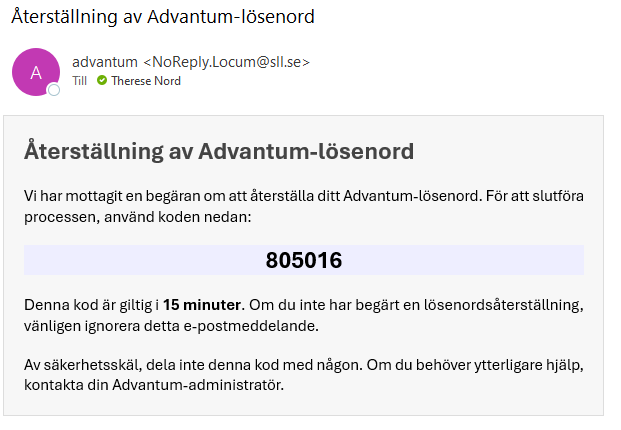 Återställning av Advantum-lösenord
A
advantum <NoReply.Locum@sll.se>
Till Therese Nord
Återställning av Advantum-lösenord
Vi har mottagit en begäran om att återställa ditt Advantum-lösenord. För att slutföra
processen, använd koden nedan:
805016
Denna kod är giltig i 15 minuter. Om du inte har begärt en lösenordsåterställning,
vänligen ignorera detta e-postmeddelande.
Av säkerhetsskäl, dela inte denna kod med någon. Om du behöver ytterligare hjälp,
kontakta din Advantum-administratör.